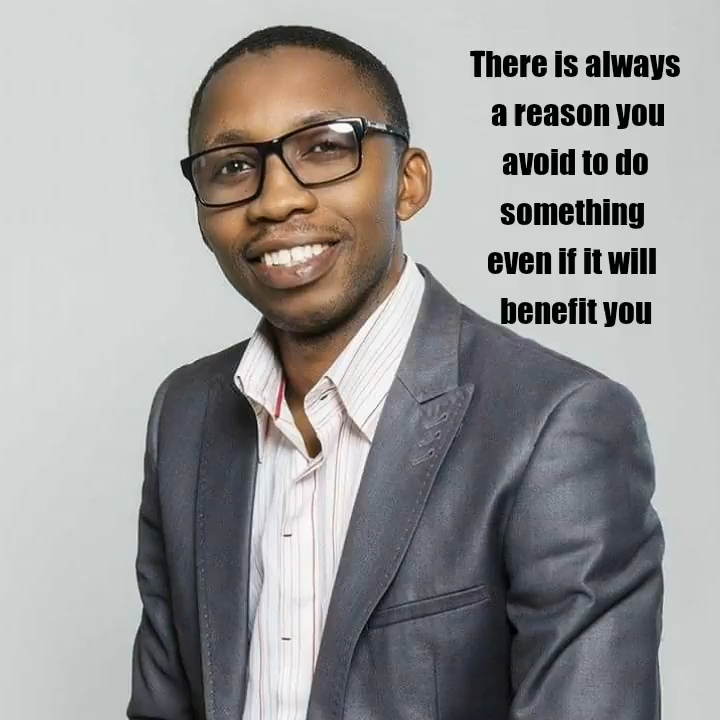 There is always
a reason you
avoid to do
something
even if it will
benefit you